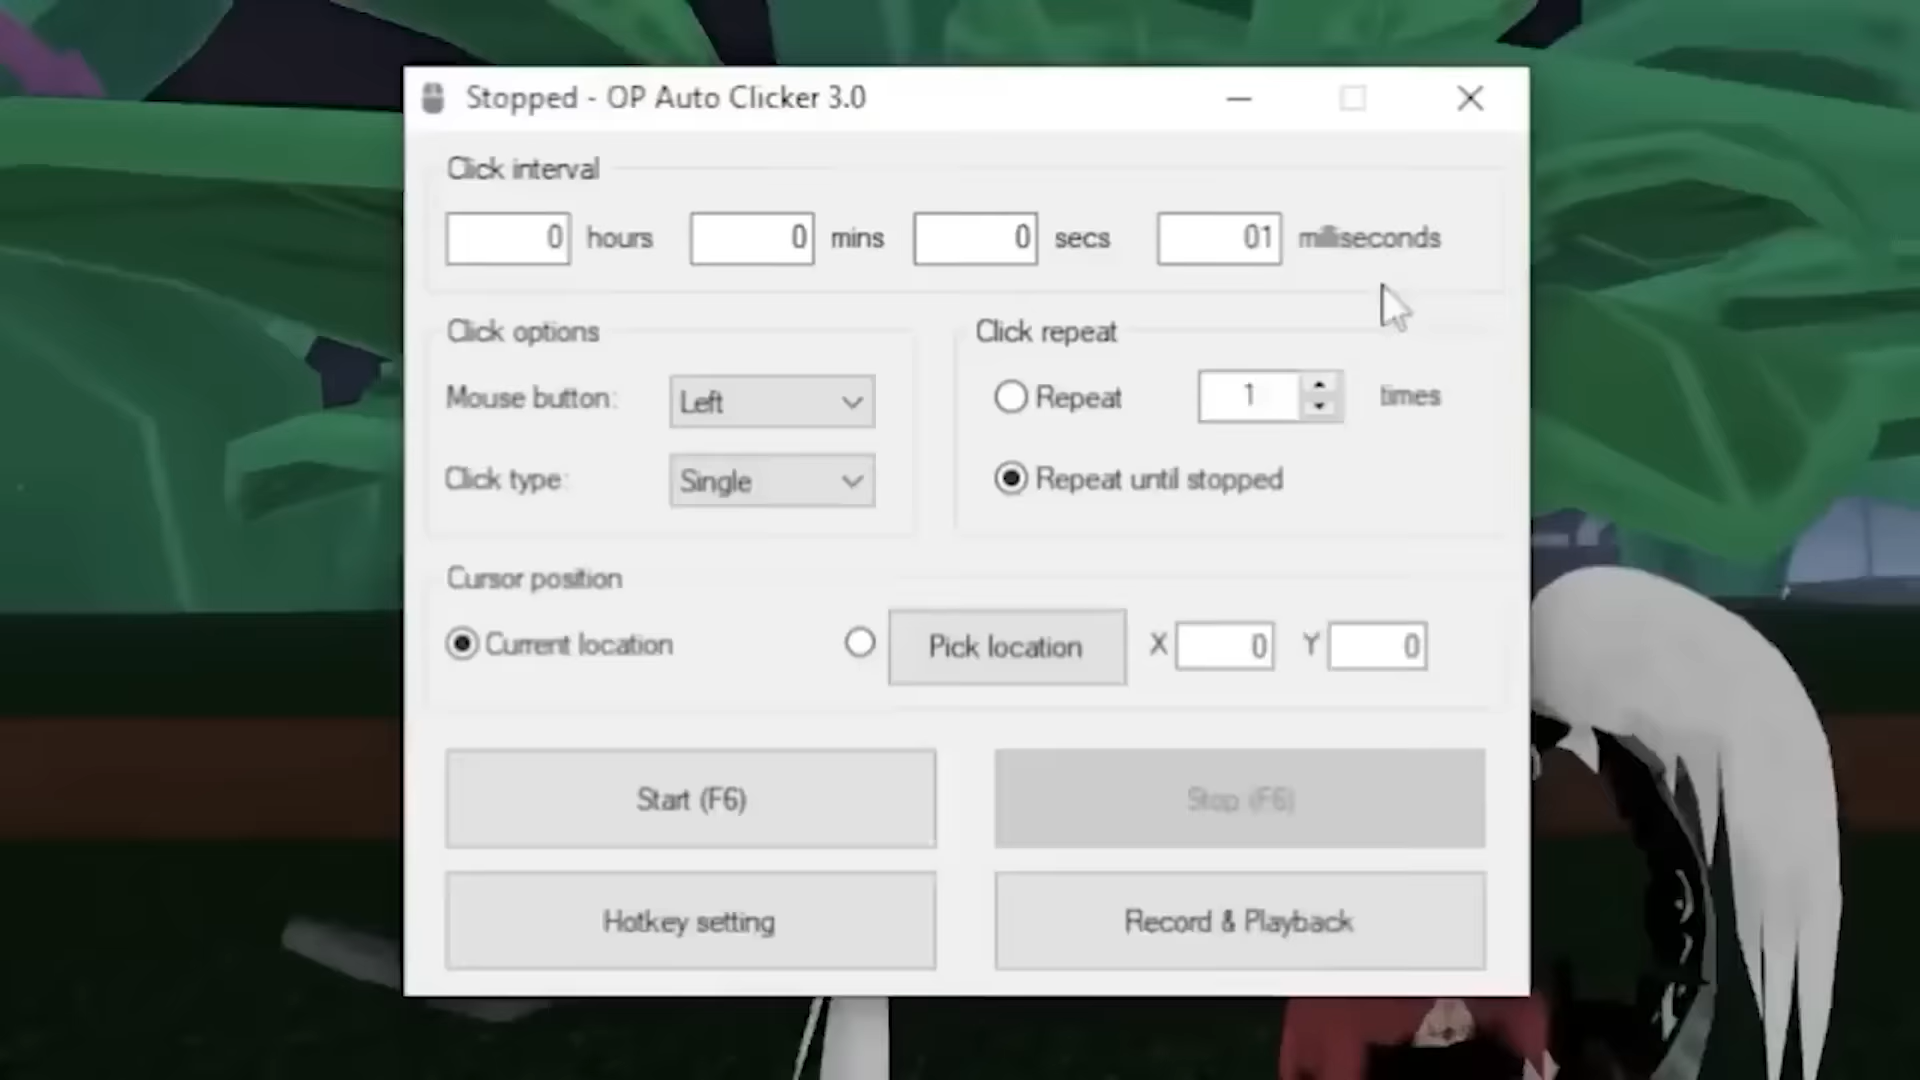 Stopped - OP Auto Clicker 3.0
Click interval
0 hours 0 mins 0 secs 01 milliseconds
Click options
Mouse button: Left
Click type: Single
Click repeat
Repeat 1 times
Repeat until stopped
Cursor position
Current location Pick location X 0 Y 0
Start (F6) Stop (F6)
Hotkey setting Record & Playback